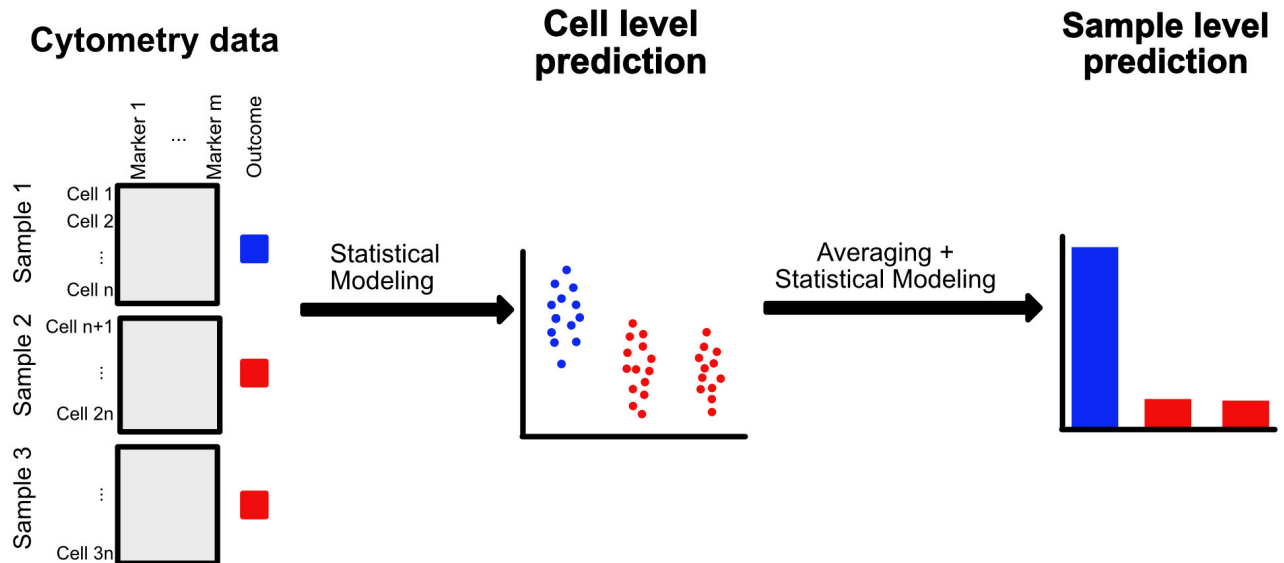 Cytometry data
Cell level
prediction
Sample level
prediction
Marker 1
...
Marker m
Outcome
Sample 1
Cell 1
Cell 2
⋮
Cell n
Sample 2
Cell n+1
⋮
Cell 2n
Sample 3
⋮
Cell 3n
Statistical
Modeling
Averaging +
Statistical Modeling